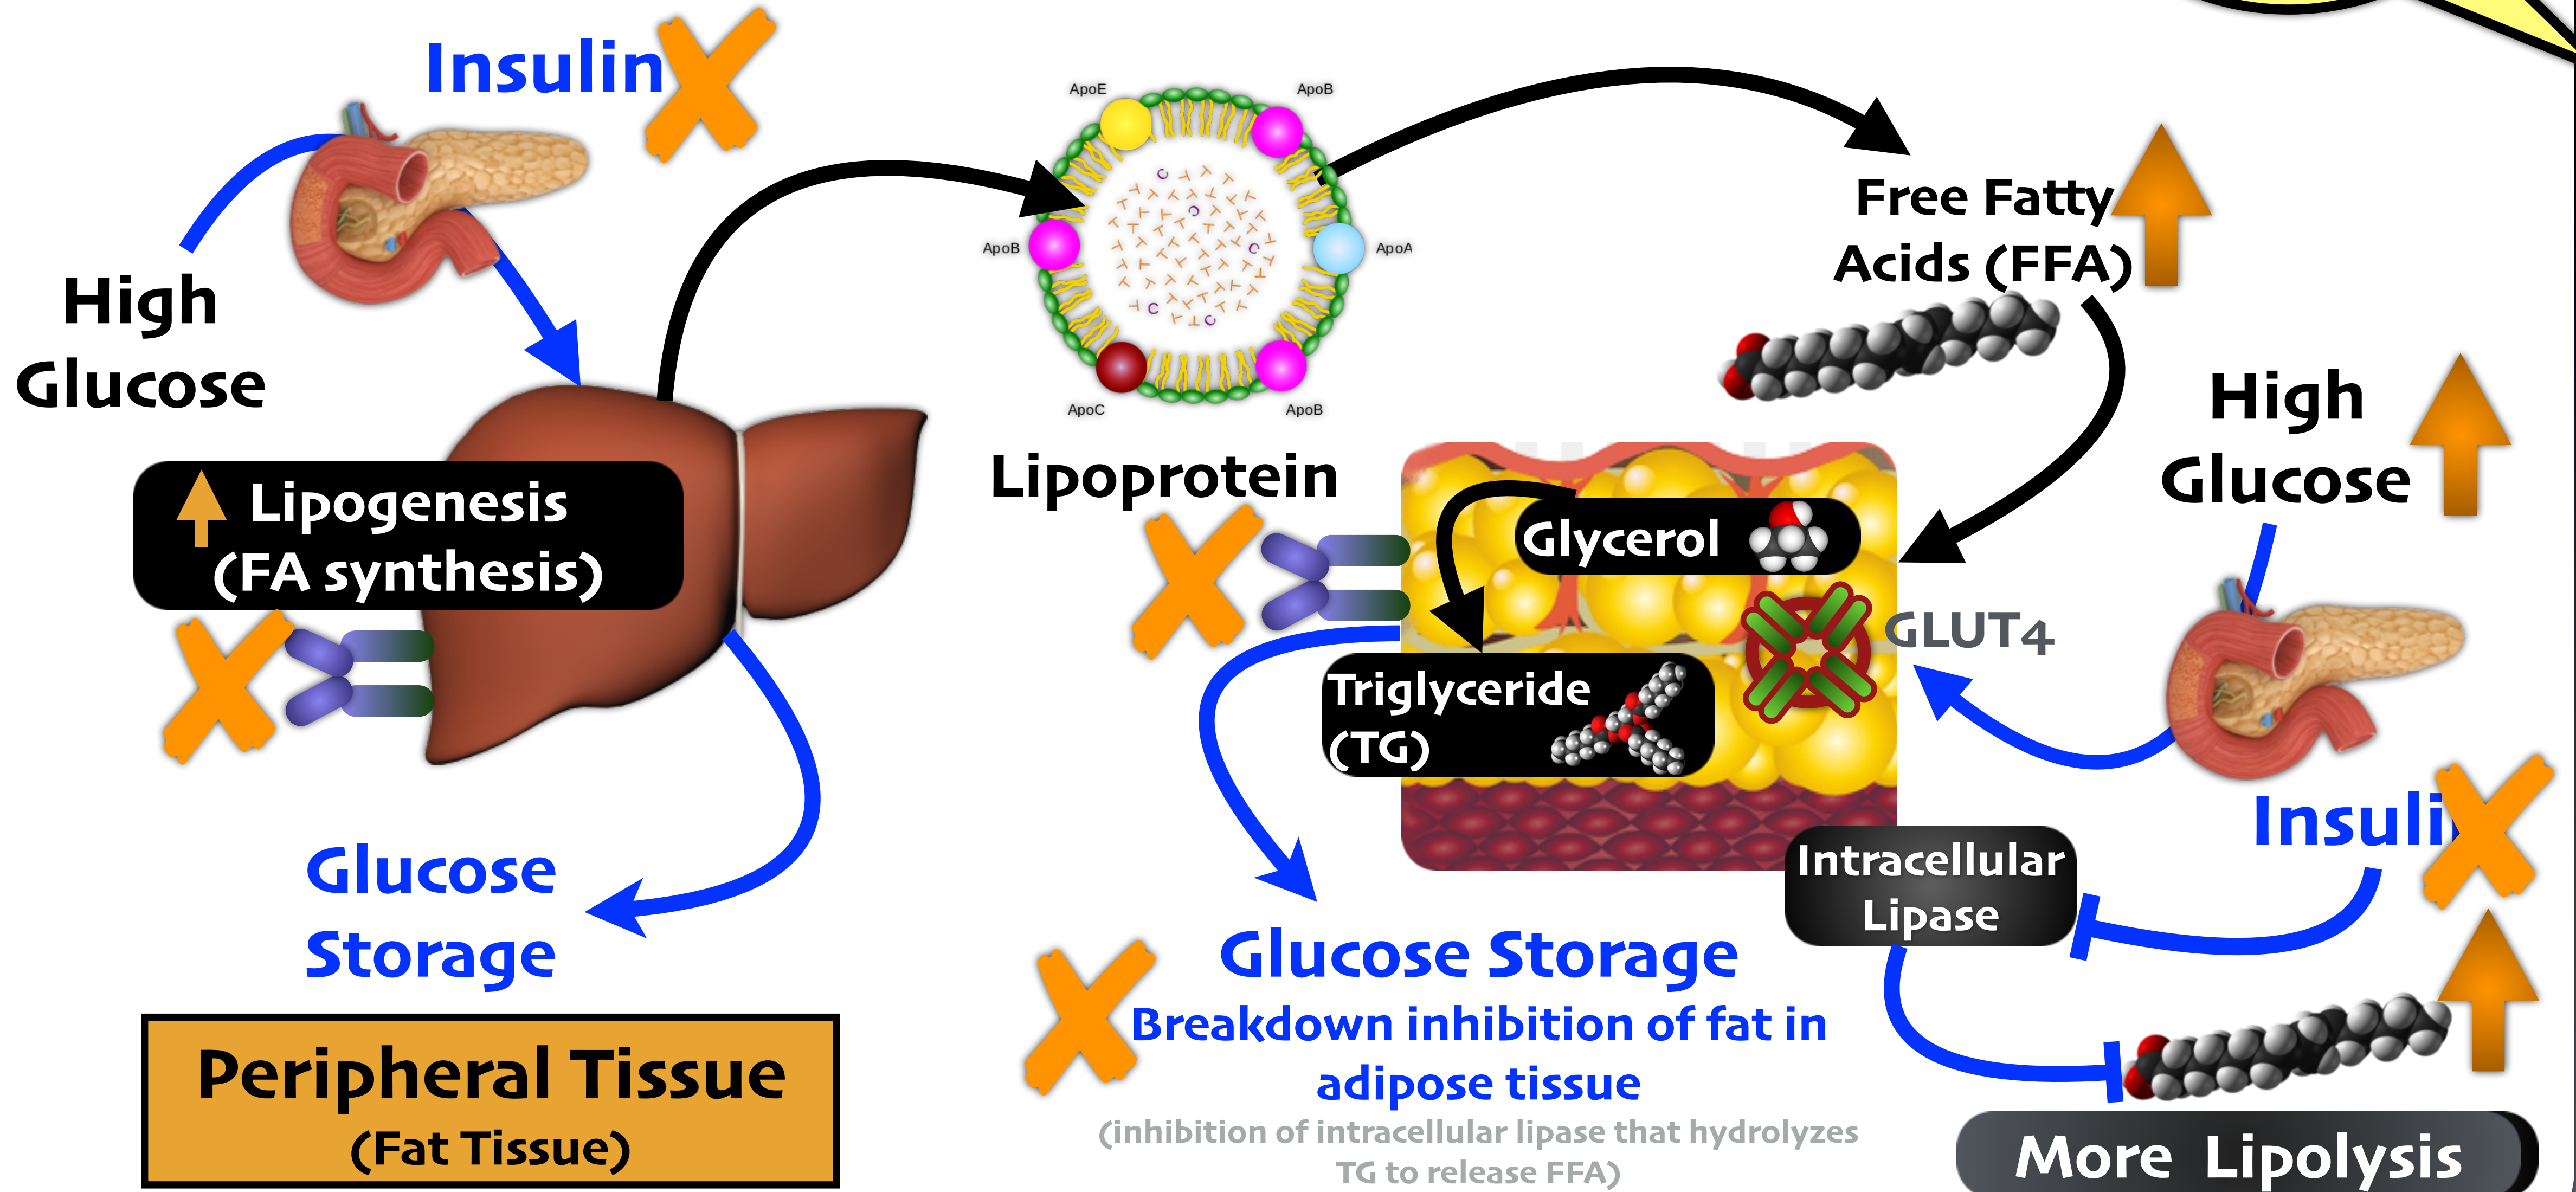 Insulin
High
Glucose
Lipogenesis
(FA synthesis)
Glucose
Storage
Peripheral Tissue
(Fat Tissue)
ApoE
ApoB
ApoB
ApoA
ApoC
ApoB
Lipoprotein
Free Fatty
Acids (FFA)
Glycerol
Triglyceride
(TG)
GLUT4
High
Glucose
Insuli
Intracellular
Lipase
Glucose Storage
Breakdown inhibition of fat in
adipose tissue
(inhibition of intracellular lipase that hydrolyzes
TG to release FFA)
More Lipolysis